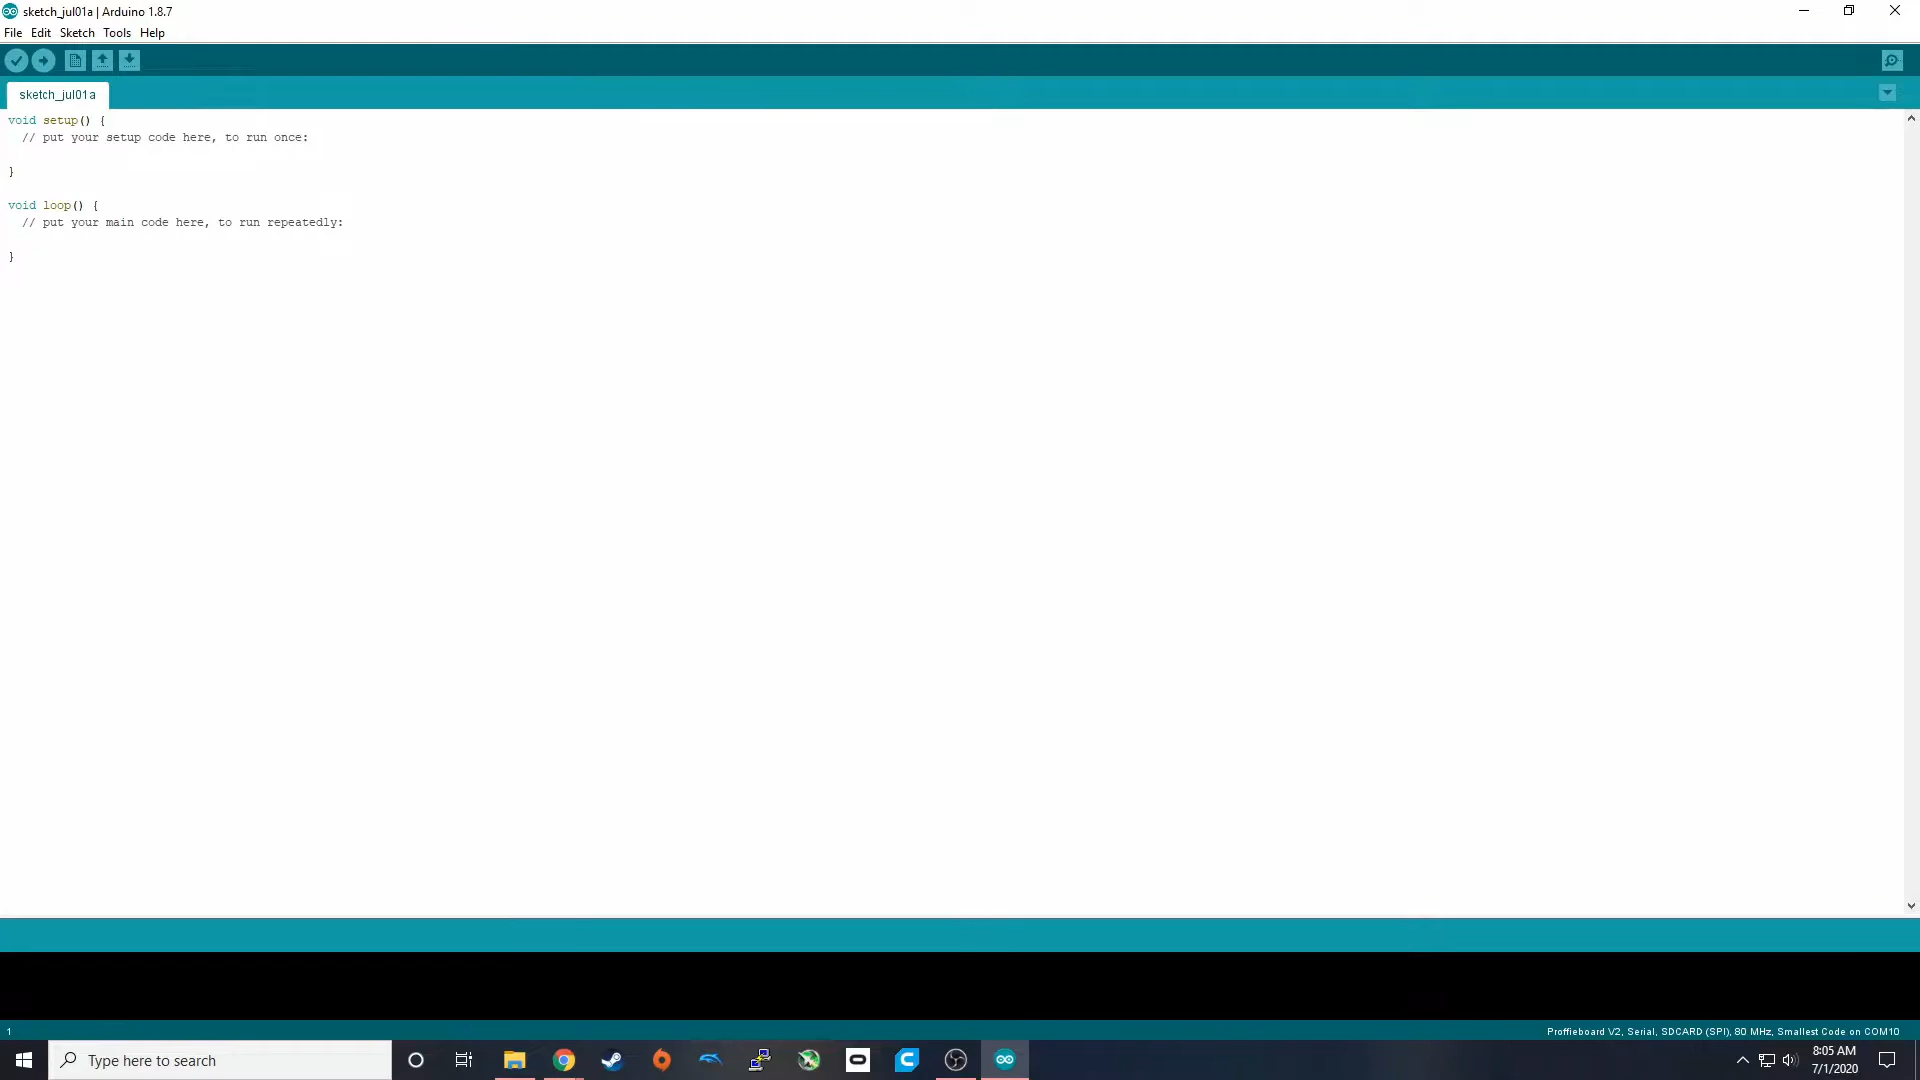 sketch_jul01a | Arduino 1.8.7
File Edit Sketch Tools Help
sketch_jul01a
void setup() {
// put your setup code here, to run once:
}
void loop() {
// put your main code here, to run repeatedly:
}
1
Proffieboard V2, Serial, SDCARD (SPI), 80 MHz, Smallest Code on COM10
Type here to search
8:05 AM
7/1/2020